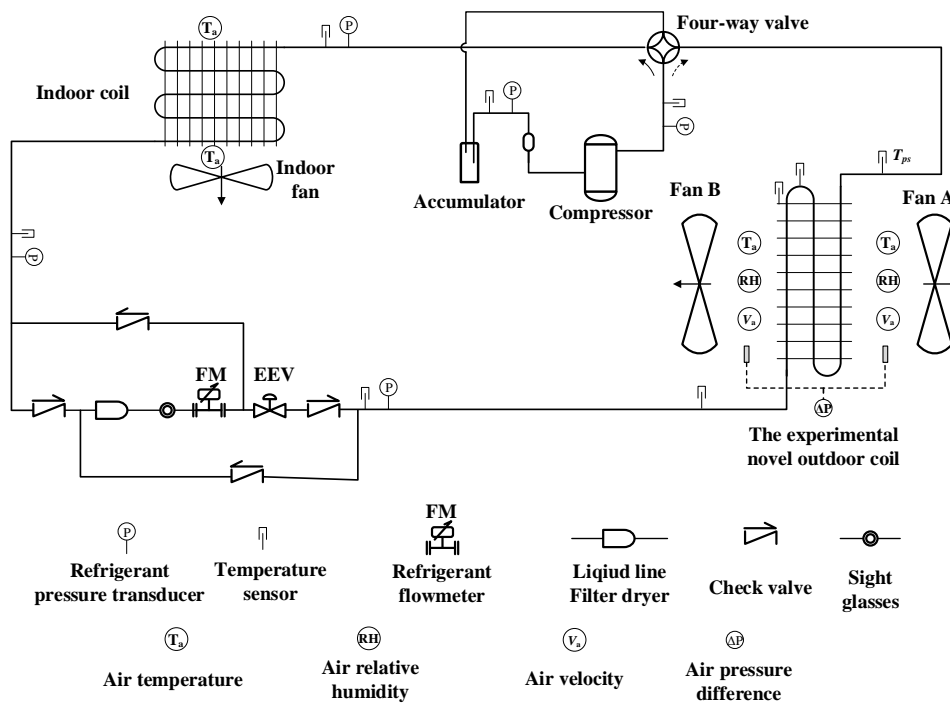 Four-way valve
Tₐ
P
Indoor coil
P
P
Tₐ
Indoor
fan
Accumulator
Compressor
T_ps
Fan B
Fan A
Tₐ
Tₐ
RH
RH
Vₐ
Vₐ
P
FM
EEV
P
ΔP
The experimental
novel outdoor coil
P
Refrigerant
pressure transducer
Temperature
sensor
FM
Refrigerant
flowmeter
Liqiud line
Filter dryer
Check valve
Sight
glasses
Tₐ
Air temperature
RH
Air relative
humidity
Vₐ
Air velocity
ΔP
Air pressure
difference